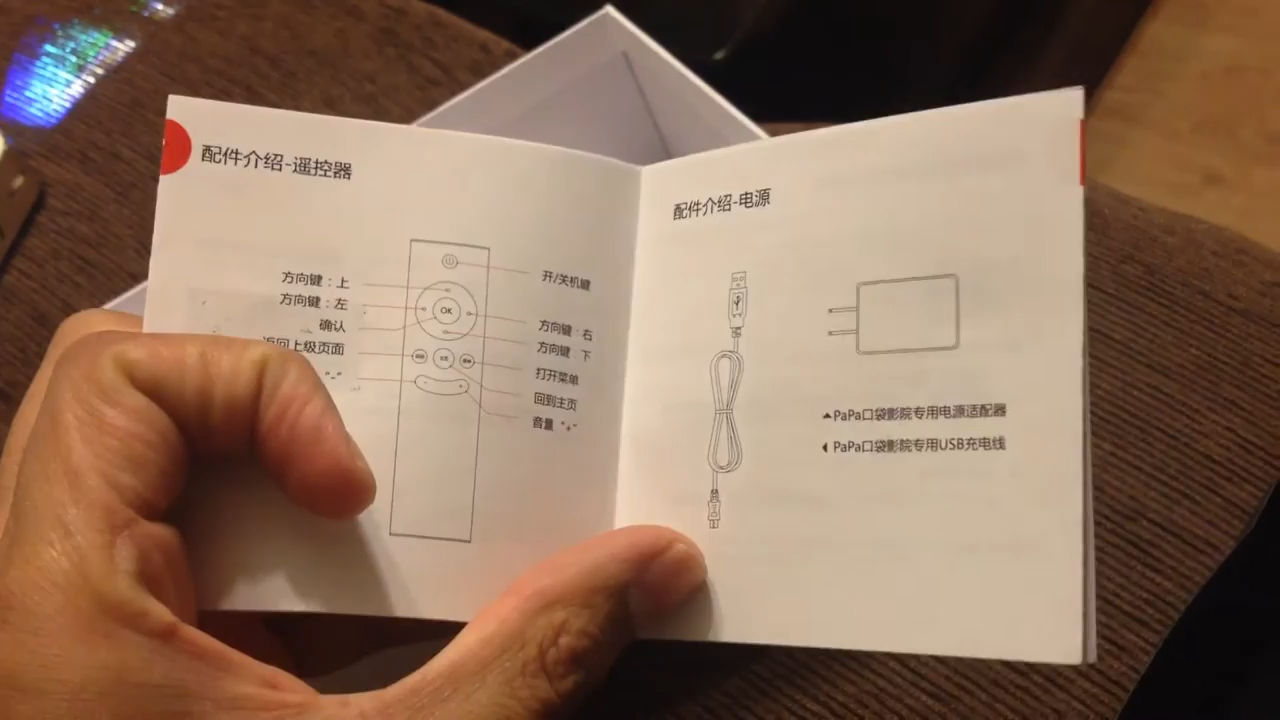 配件介绍-遥控器
方向键：上
方向键：左
确认
返回上级页面
"-"
OK
开/关机键
方向键：右
方向键：下
打开菜单
回到主页
音量 "+"
配件介绍-电源
▲PaPa口袋影院专用电源适配器
◀ PaPa口袋影院专用USB充电线